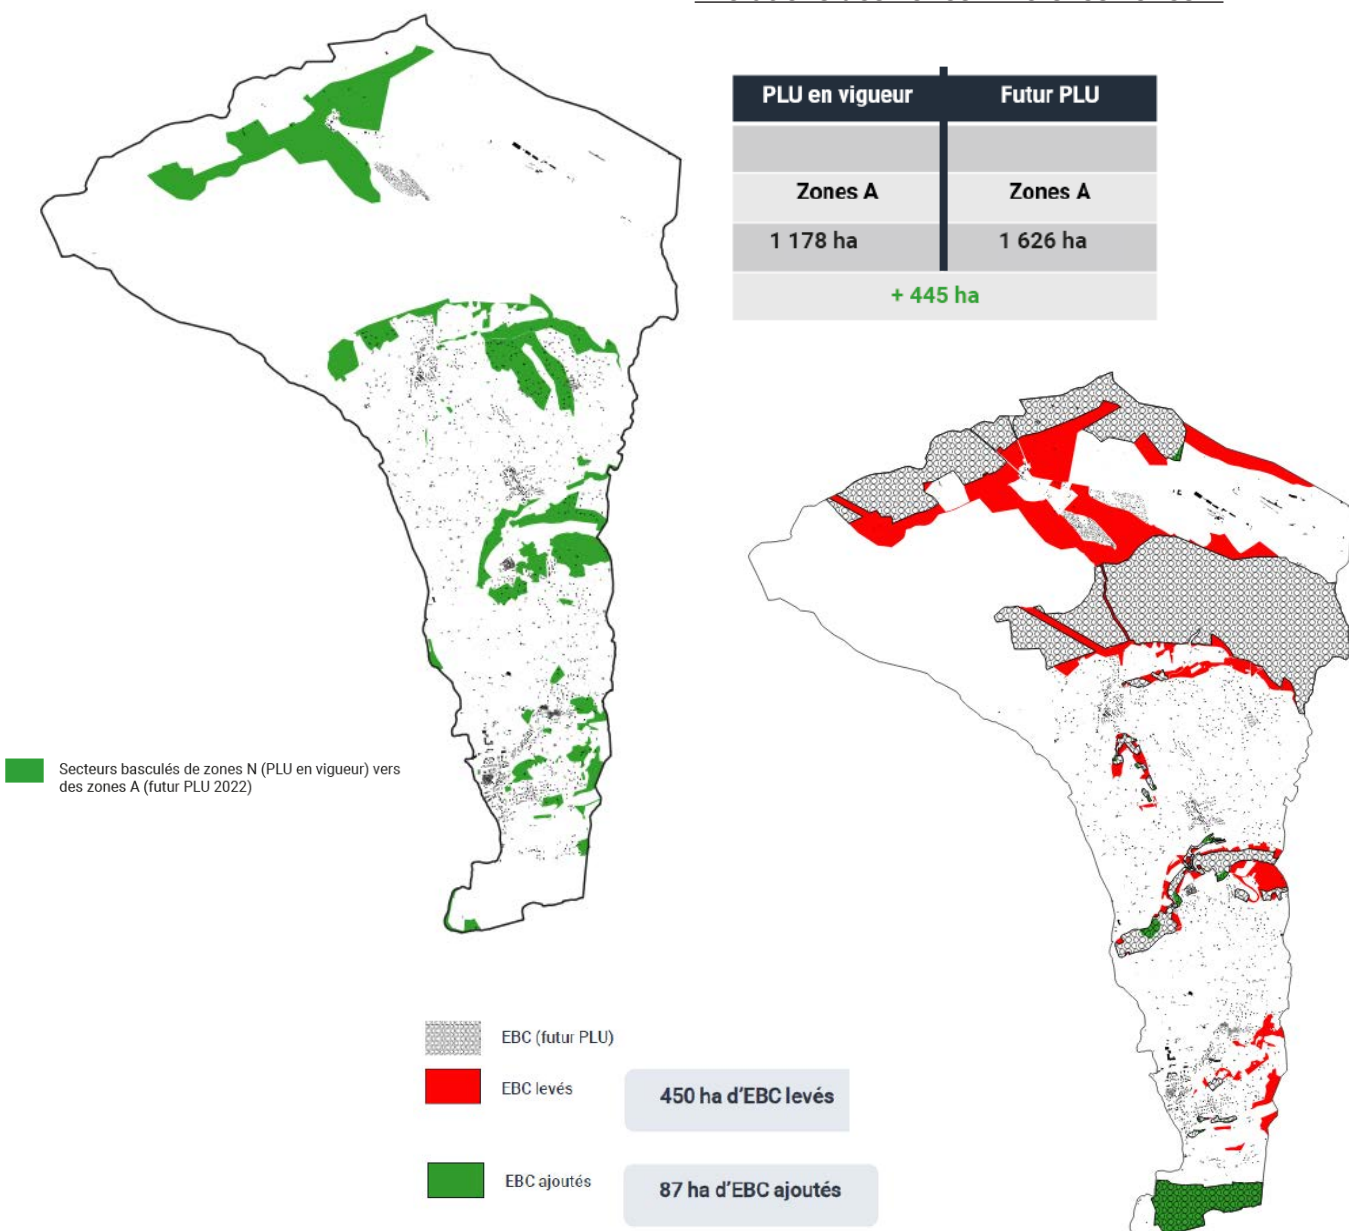 PLU en vigueur
Futur PLU
Zones A
Zones A
1 178 ha
1 626 ha
+ 445 ha
Secteurs basculés de zones N (PLU en vigueur) vers
des zones A (futur PLU 2022)
EBC (futur PLU)
EBC levés
450 ha d'EBC levés
EBC ajoutés
87 ha d'EBC ajoutés